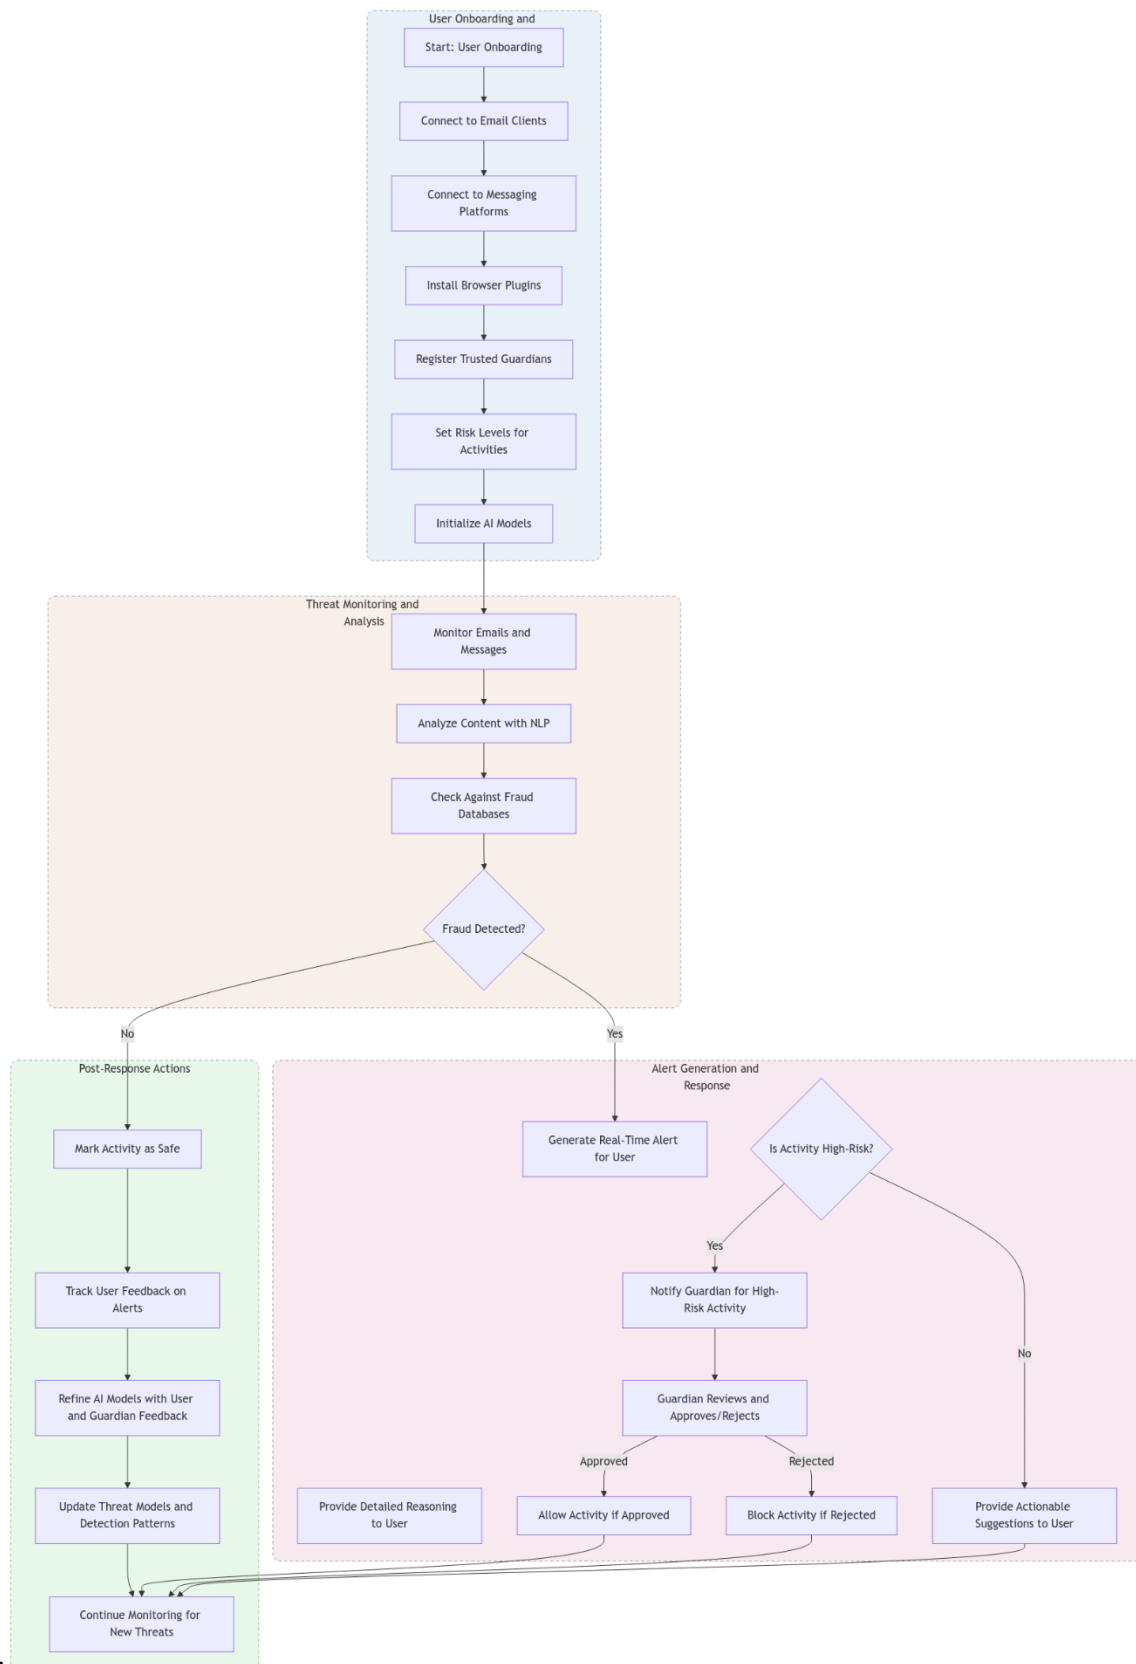 User Onboarding and
Start: User Onboarding
Connect to Email Clients
Connect to Messaging
Platforms
Install Browser Plugins
Register Trusted Guardians
Set Risk Levels for
Activities
Initialize AI Models
Threat Monitoring and
Analysis
Monitor Emails and
Messages
Analyze Content with NLP
Check Against Fraud
Databases
Fraud Detected?
No
Yes
Post-Response Actions
Mark Activity as Safe
Track User Feedback on
Alerts
Refine AI Models with User
and Guardian Feedback
Update Threat Models and
Detection Patterns
Continue Monitoring for
New Threats
Alert Generation and
Response
Generate Real-Time Alert
for User
Is Activity High-Risk?
Yes
Notify Guardian for High-
Risk Activity
No
Guardian Reviews and
Approves/Rejects
Approved
Rejected
Provide Detailed Reasoning
to User
Allow Activity if Approved
Block Activity if Rejected
Provide Actionable
Suggestions to User